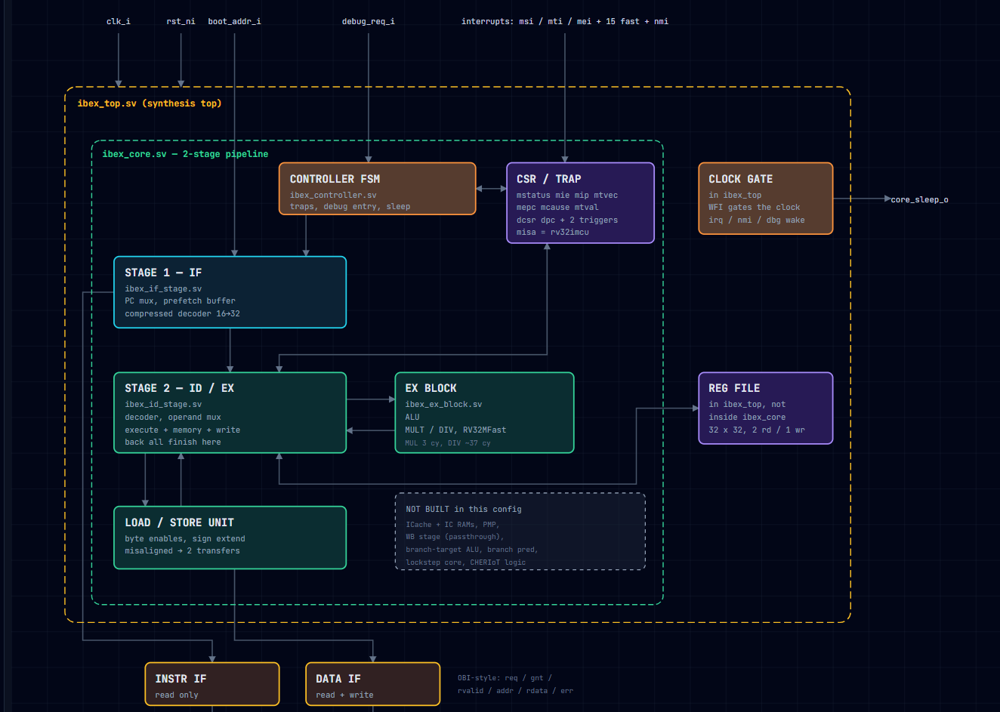 clk_i
rst_ni
boot_addr_i
debug_req_i
interrupts: msi / mti / mei + 15 fast + nmi
ibex_top.sv (synthesis top)
ibex_core.sv — 2-stage pipeline
CONTROLLER FSM
ibex_controller.sv
traps, debug entry, sleep
CSR / TRAP
mstatus mie mip mtvec
mepc mcause mtval
dcsr dpc + 2 triggers
misa = rv32imcu
CLOCK GATE
in ibex_top
WFI gates the clock
irq / nmi / dbg wake
core_sleep_o
STAGE 1 — IF
ibex_if_stage.sv
PC mux, prefetch buffer
compressed decoder 16→32
STAGE 2 — ID / EX
ibex_id_stage.sv
decoder, operand mux
execute + memory + write
back all finish here
EX BLOCK
ibex_ex_block.sv
ALU
MULT / DIV, RV32MFast
MUL 3 cy, DIV ~37 cy
REG FILE
in ibex_top, not
inside ibex_core
32 x 32, 2 rd / 1 wr
LOAD / STORE UNIT
byte enables, sign extend
misaligned → 2 transfers
NOT BUILT in this config
ICache + IC RAMs, PMP,
WB stage (passthrough),
branch-target ALU, branch pred,
lockstep core, CHERIoT logic
INSTR IF
read only
DATA IF
read + write
OBI-style: req / gnt /
rvalid / addr / rdata / err